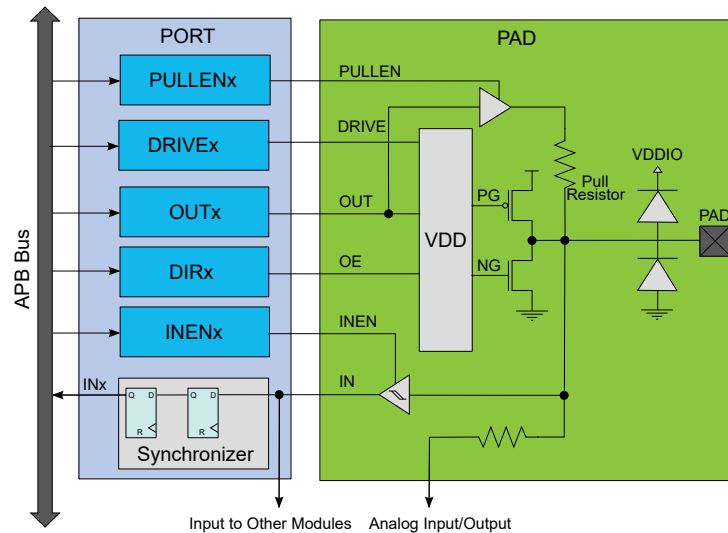 PORT
PAD
PULLENx
PULLEN
DRIVEx
DRIVE
VDDIO
Pull
Resistor
OUTx
OUT
PG
PAD
VDD
DIRx
OE
NG
APB Bus
INENx
INEN
INx
IN
Q D
Q D
R
R
Synchronizer
Input to Other Modules
Analog Input/Output